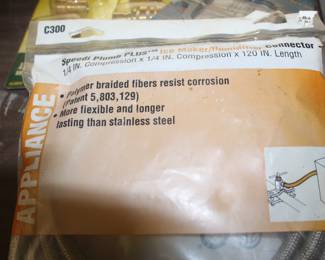 C300
Speedi Plumb PLUS™ Ice Maker/Humidifier Connector -
1/4 IN. Compression x 1/4 IN. Compression x 120 IN. Length
• Polymer braided fibers resist corrosion
(Patent 5,803,129)
• More flexible and longer
lasting than stainless steel
APPLIANCE